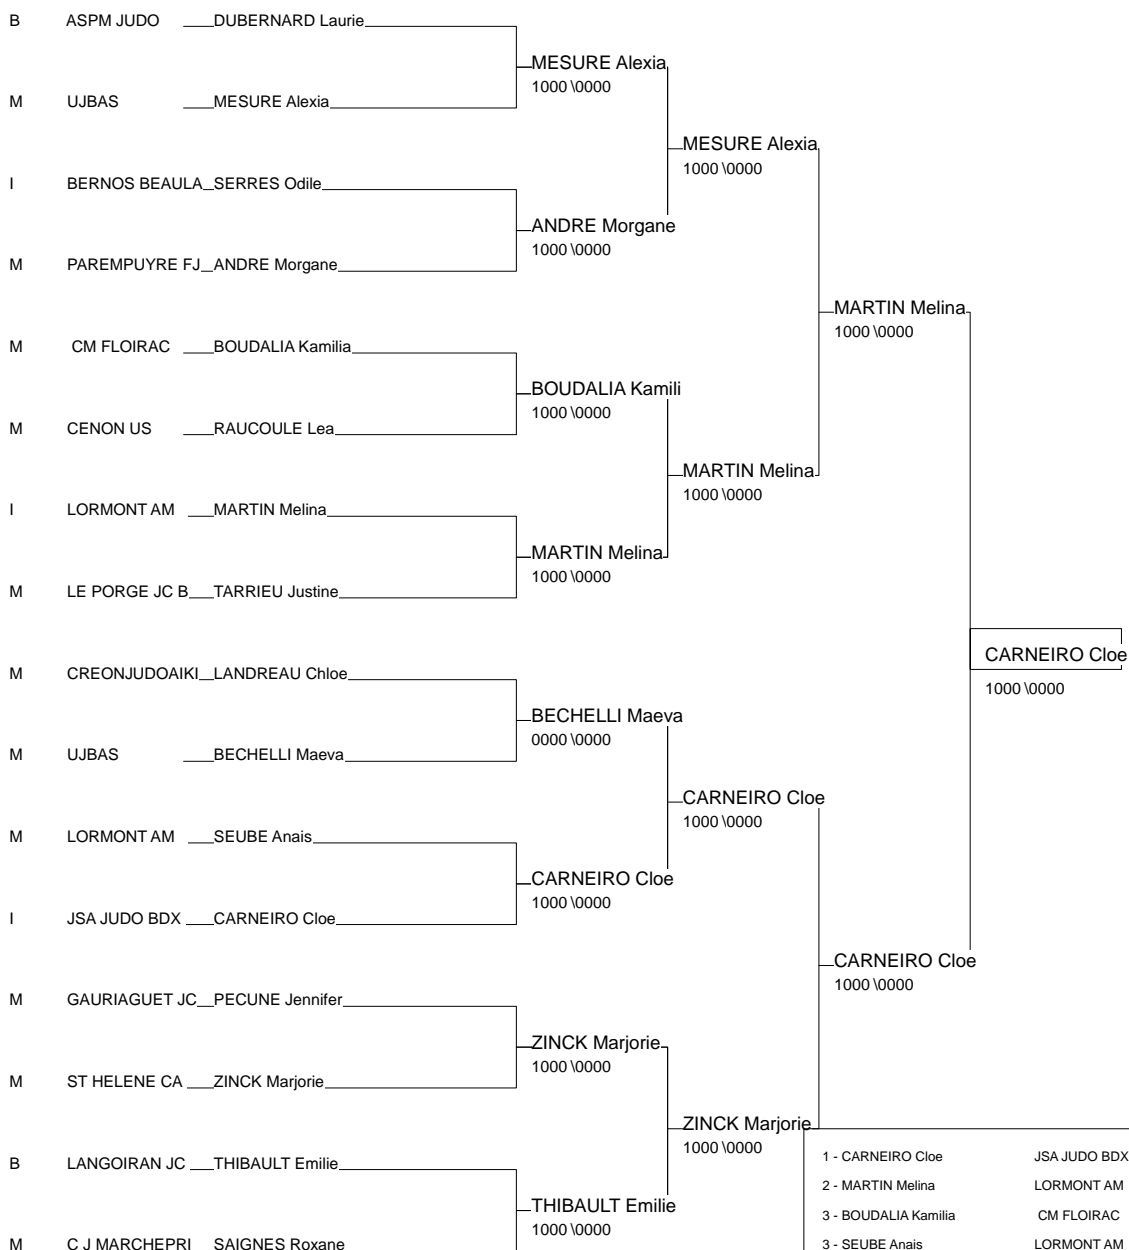 B ASPM JUDO DUBERNARD Laurie
MESURE Alexia
1000 \0000
M UJBAS MESURE Alexia
MESURE Alexia
1000 \0000
I BERNOS BEAULA SERRES Odile
ANDRE Morgane
1000 \0000
M PAREMPUYRE FJ ANDRE Morgane
MARTIN Melina
1000 \0000
M CM FLOIRAC BOUDALIA Kamilia
BOUDALIA Kamili
1000 \0000
M CENON US RAUCOULE Lea
MARTIN Melina
1000 \0000
I LORMONT AM MARTIN Melina
MARTIN Melina
1000 \0000
M LE PORGE JC B TARRIEU Justine
CARNEIRO Cloe
1000 \0000
M CREONJUDOAIKI LANDREAU Chloe
BECHELLI Maeva
0000 \0000
M UJBAS BECHELLI Maeva
CARNEIRO Cloe
1000 \0000
M LORMONT AM SEUBE Anais
CARNEIRO Cloe
1000 \0000
I JSA JUDO BDX CARNEIRO Cloe
CARNEIRO Cloe
1000 \0000
M GAURIAGUET JC PECUNE Jennifer
ZINCK Marjorie
1000 \0000
M ST HELENE CA ZINCK Marjorie
ZINCK Marjorie
1000 \0000
B LANGOIRAN JC THIBAULT Emilie
THIBAULT Emilie
1000 \0000
M C J MARCHEPRI SAIGNES Roxane
1 - CARNEIRO Cloe JSA JUDO BDX
2 - MARTIN Melina LORMONT AM
3 - BOUDALIA Kamilia CM FLOIRAC
3 - SEUBE Anais LORMONT AM